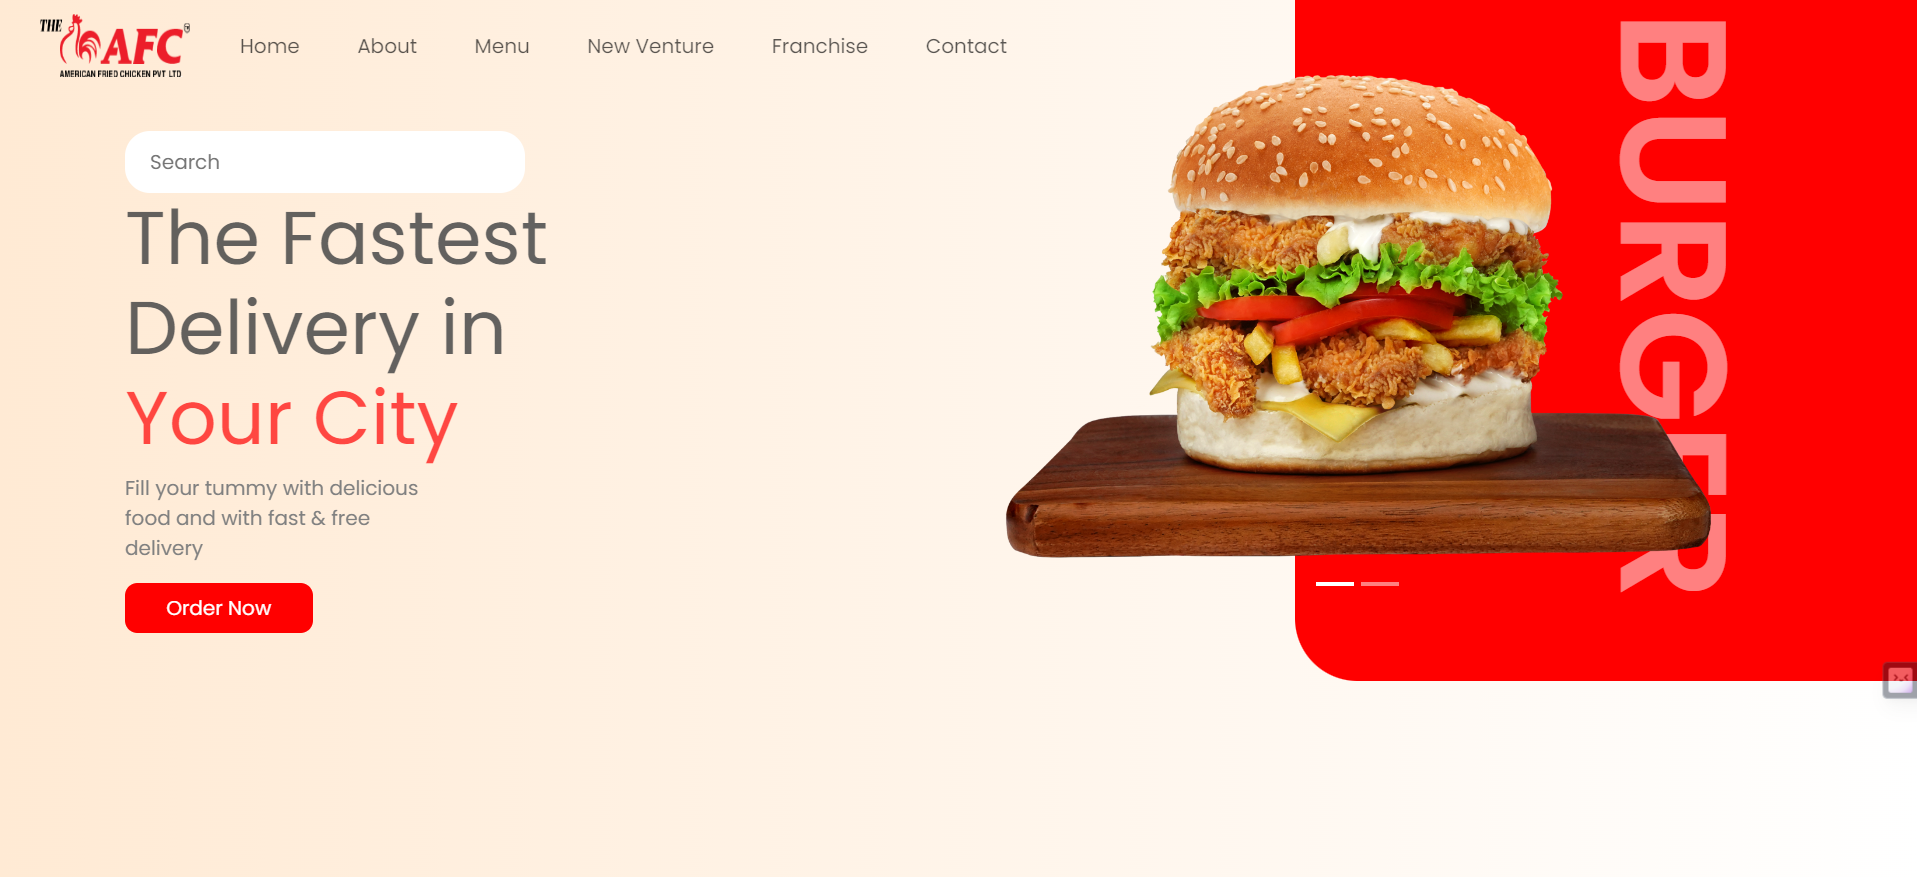 THE
AFC
AMERICAN FRIED CHICKEN PVT LTD
Home About Menu New Venture Franchise Contact
Search
The Fastest
Delivery in
Your City
Fill your tummy with delicious
food and with fast & free
delivery
Order Now
BURGER